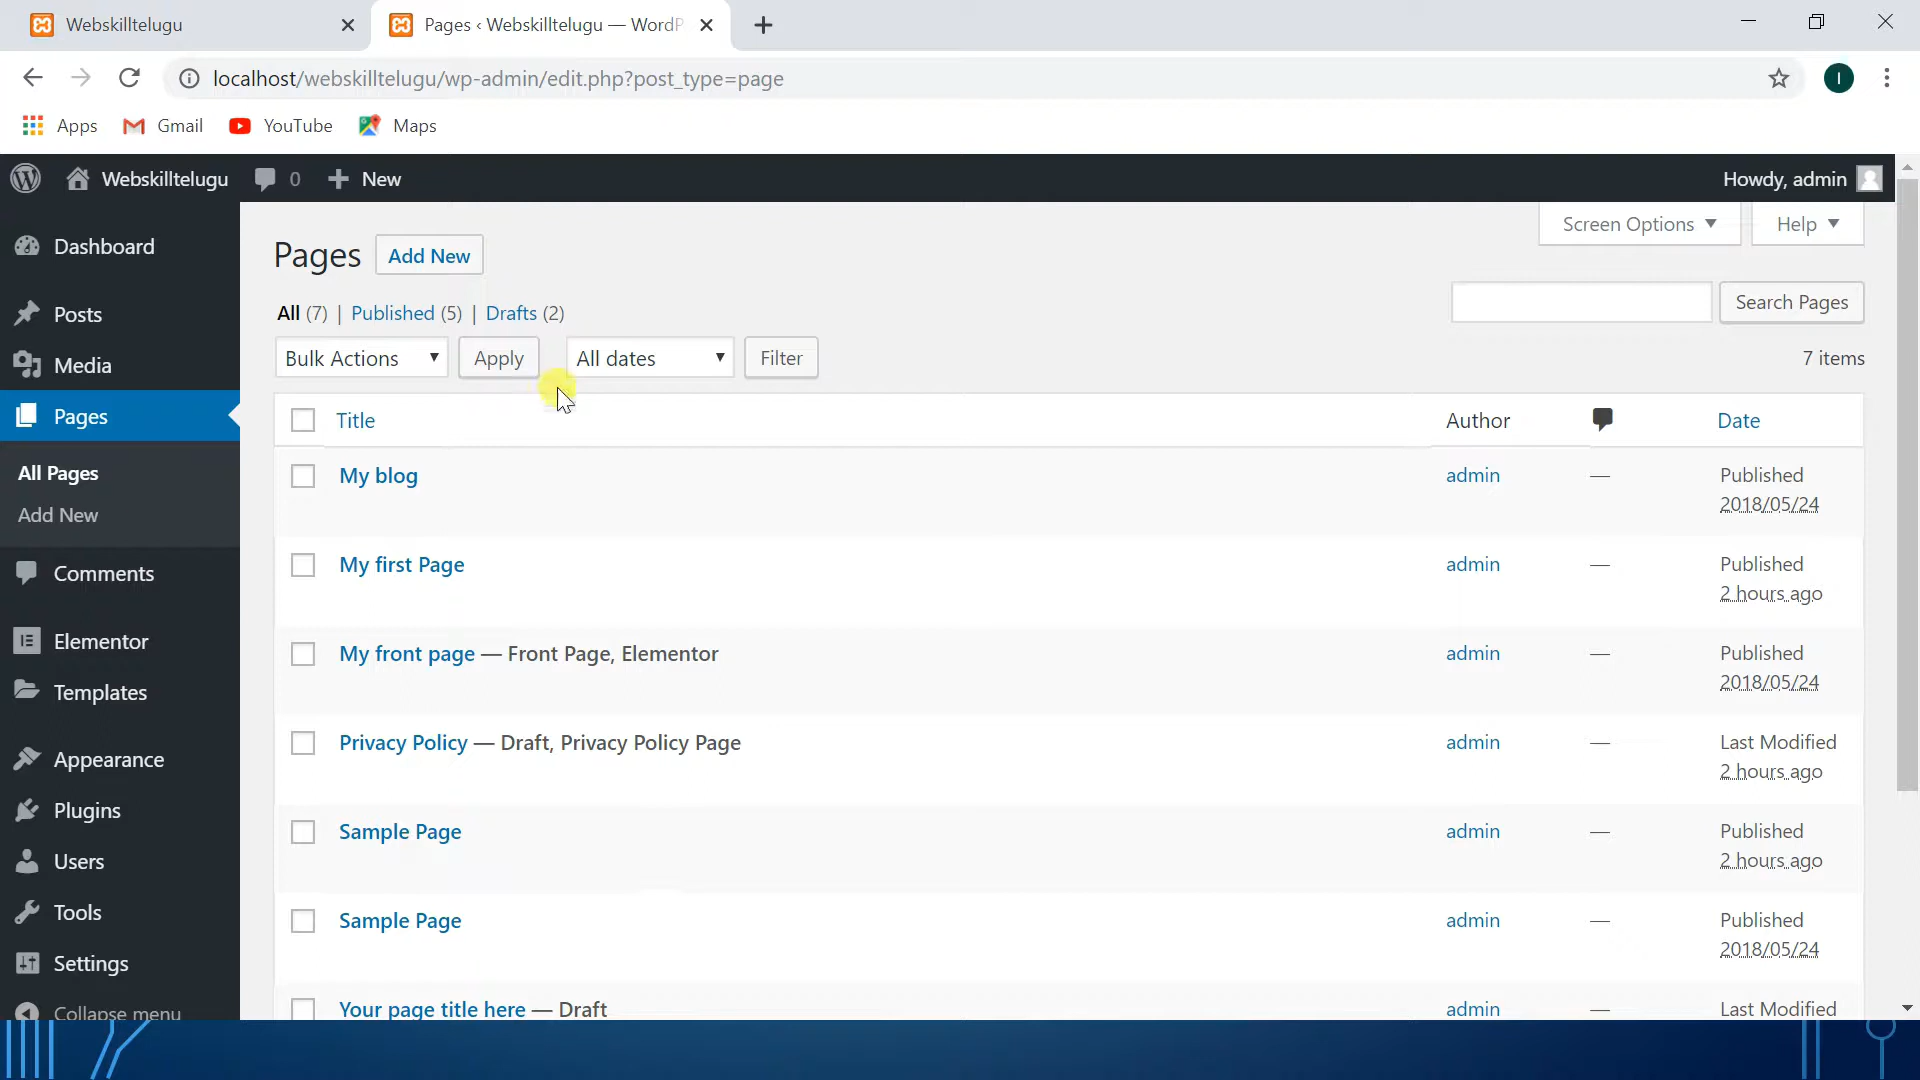 Webskilltelugu
Pages ‹ Webskilltelugu — WordP
localhost/webskilltelugu/wp-admin/edit.php?post_type=page
Apps Gmail YouTube Maps
Webskilltelugu 0 New Howdy, admin
Screen Options Help
Pages Add New
All (7) | Published (5) | Drafts (2)
Search Pages
Bulk Actions Apply All dates Filter 7 items
Title Author Date
My blog admin — Published
2018/05/24
My first Page admin — Published
2 hours ago
My front page — Front Page, Elementor admin — Published
2018/05/24
Privacy Policy — Draft, Privacy Policy Page admin — Last Modified
2 hours ago
Sample Page admin — Published
2 hours ago
Sample Page admin — Published
2018/05/24
Your page title here — Draft admin — Last Modified
Dashboard
Posts
Media
Pages
All Pages
Add New
Comments
Elementor
Templates
Appearance
Plugins
Users
Tools
Settings
Collapse menu